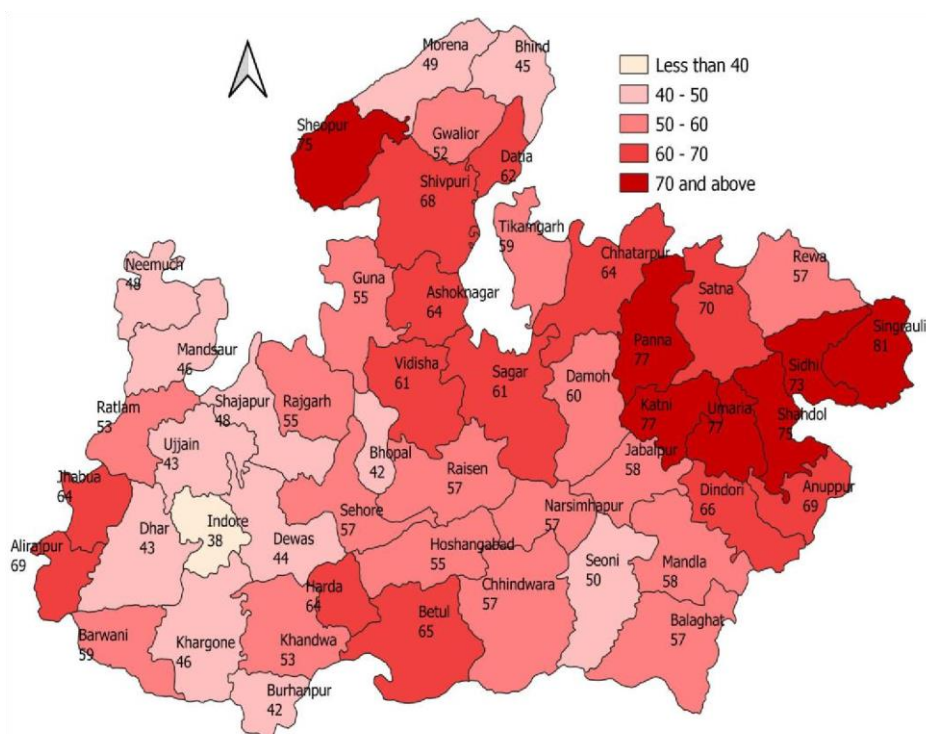 Morena
49
Bhind
45
Less than 40
40 - 50
50 - 60
60 - 70
70 and above
Sheopur
75
Gwalior
52
Datia
62
Shivpuri
68
Tikamgarh
59
Chhatarpur
64
Rewa
57
Neemuch
48
Guna
55
Ashoknagar
64
Satna
70
Panna
77
Singrauli
81
Mandsaur
46
Vidisha
61
Sagar
61
Damoh
60
Sidhi
73
Ratlam
53
Shajapur
48
Rajgarh
55
Katni
77
Umaria
77
Shahdol
75
Ujjain
43
Bhopal
42
Raisen
57
Jabalpur
58
Jhabua
64
Dindori
66
Anuppur
69
Sehore
57
Narsimhapur
57
Dhar
43
Indore
38
Dewas
44
Alirajpur
69
Hoshangabad
55
Seoni
50
Mandla
58
Harda
64
Chhindwara
57
Betul
65
Balaghat
57
Barwani
59
Khargone
46
Khandwa
53
Burhanpur
42